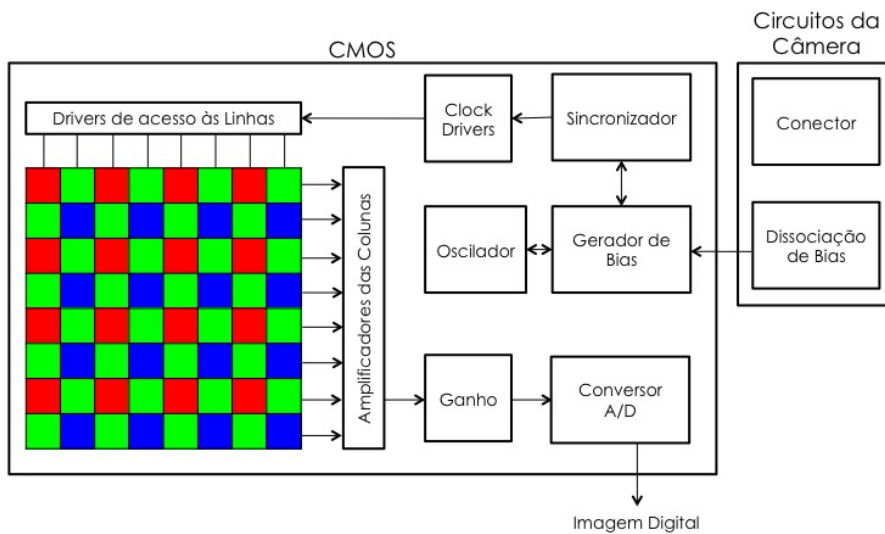 Circuitos da
Câmera
CMOS
Drivers de acesso às Linhas
Clock
Drivers
Sincronizador
Conector
Amplificadores das Colunas
Oscilador
Gerador de
Bias
Dissociação
de Bias
Ganho
Conversor
A/D
Imagem Digital